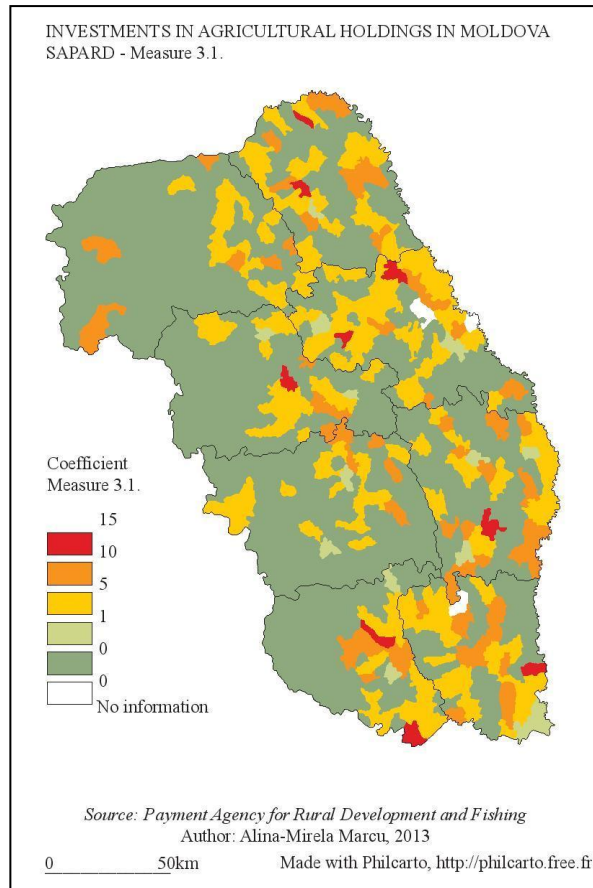 INVESTMENTS IN AGRICULTURAL HOLDINGS IN MOLDOVA
SAPARD - Measure 3.1.
Coefficient
Measure 3.1.
15
10
5
1
0
0
No information
Source: Payment Agency for Rural Development and Fishing
Author: Alina-Mirela Marcu, 2013
0 50km Made with Philcarto, http://philcarto.free.fr